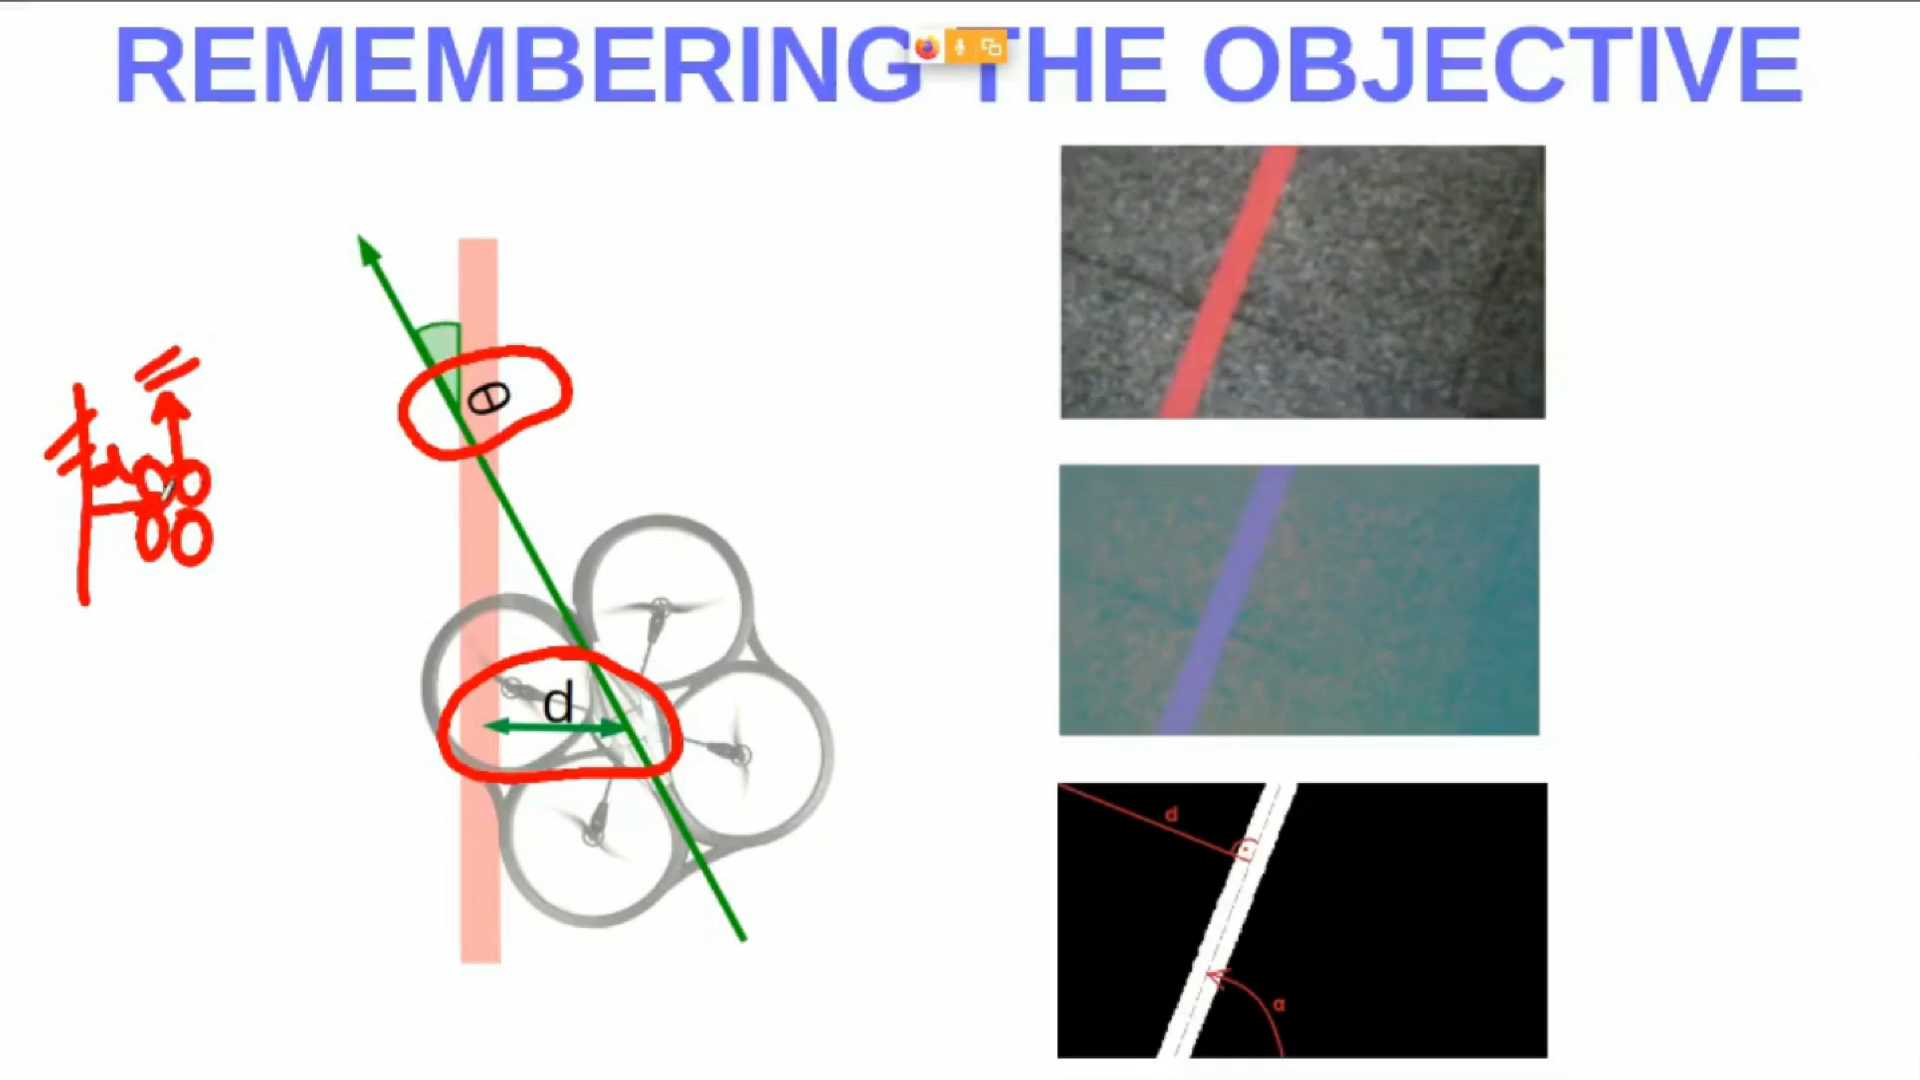 REMEMBERING THE OBJECTIVE
θ
d
d
α